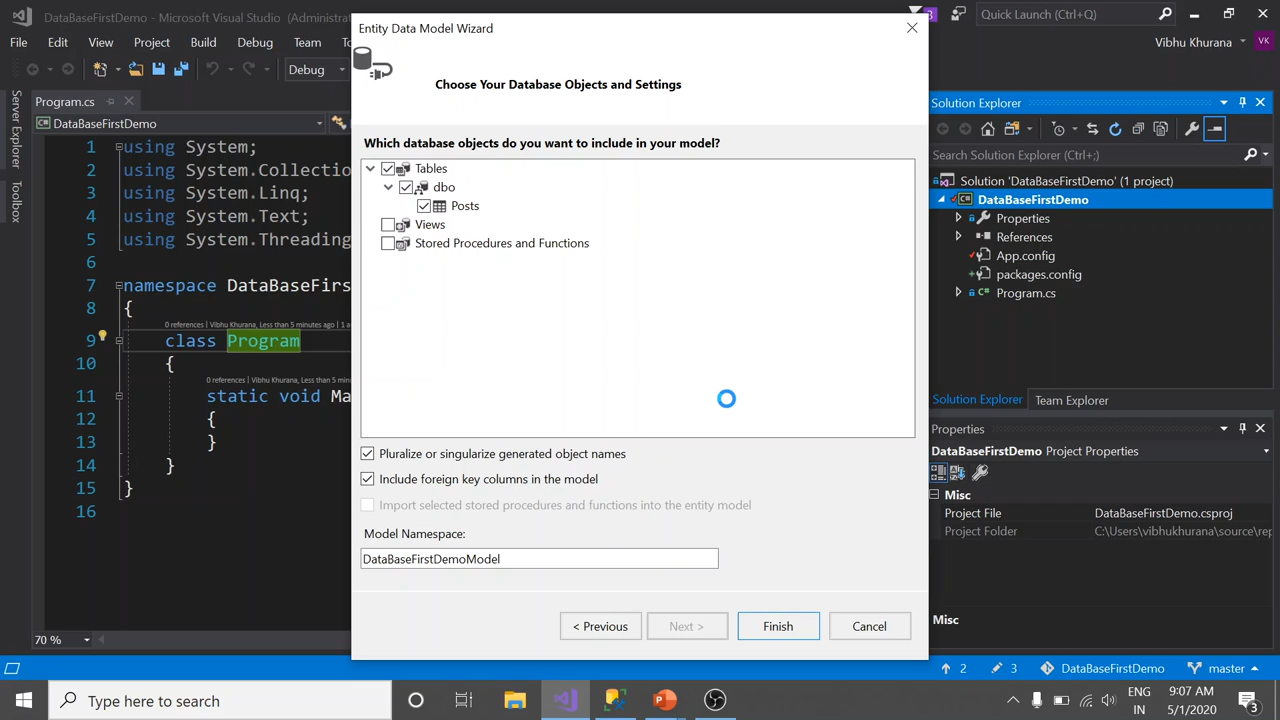 DataBaseFirstDemo - Microsoft Visual Studio (Administrat
Entity Data Model Wizard
Quick Launch (Ctrl+Q)
File Edit View Project Build Debug Team
Vibhu Khurana VK
Debug
Choose Your Database Objects and Settings
Server Explorer
Toolbox
Program.cs
DataBaseFirstDemo
Which database objects do you want to include in your model?
Tables
dbo
Posts
Views
Stored Procedures and Functions
1 using System;
2 using System.Collectio
3 using System.Linq;
4 using System.Text;
5 using System.Threading
6
7 namespace DataBaseFirs
8 {
0 references | Vibhu Khurana, Less than 5 minutes ago | 1 a
9 class Program
10 {
0 references | Vibhu Khurana, Less than 5 min
11 static void Ma
12 {
13 }
14 }
15 }
16
70 %
Pluralize or singularize generated object names
Include foreign key columns in the model
Import selected stored procedures and functions into the entity model
Model Namespace:
DataBaseFirstDemoModel
< Previous Next > Finish Cancel
Solution Explorer
Search Solution Explorer (Ctrl+;)
Solution 'DataBaseFirstDemo' (1 project)
DataBaseFirstDemo
Properties
References
App.config
packages.config
Program.cs
Solution Explorer Team Explorer
Properties
DataBaseFirstDemo Project Properties
Misc
Project File DataBaseFirstDemo.csproj
Project Folder C:\Users\vibhukhurana\source\rep
Misc
2 3 DataBaseFirstDemo master
Type here to search
ENG
IN
9:07 AM
5/1/2020
3